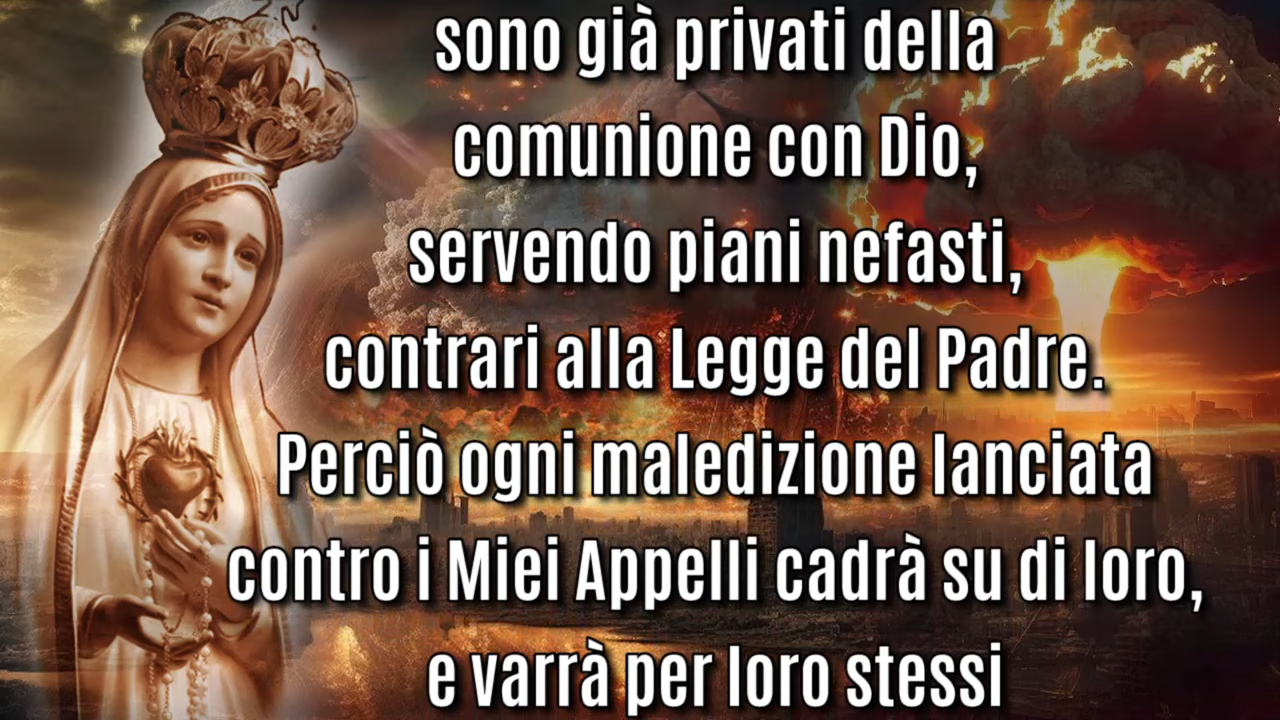 sono già privati della
comunione con Dio,
servendo piani nefasti,
contrari alla Legge del Padre.
Perciò ogni maledizione lanciata
contro i Miei Appelli cadrà su di loro,
e varrà per loro stessi